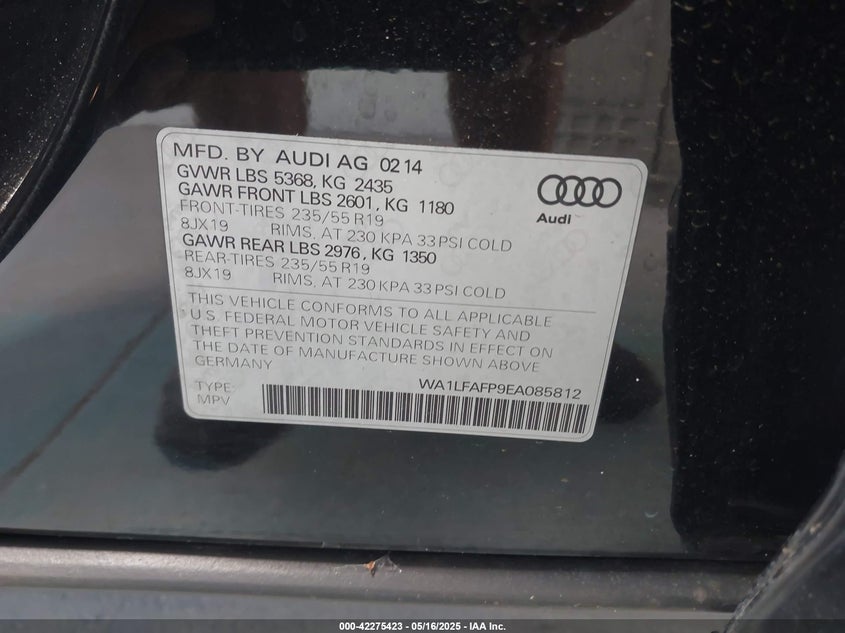 MFD. BY AUDI AG 02 14
GVWR LBS 5368, KG 2435
GAWR FRONT LBS 2601, KG 1180
FRONT-TIRES 235/55 R19
8JX19 RIMS, AT 230 KPA 33 PSI COLD
GAWR REAR LBS 2976, KG 1350
REAR-TIRES 235/55 R19
8JX19 RIMS, AT 230 KPA 33 PSI COLD
Audi
THIS VEHICLE CONFORMS TO ALL APPLICABLE
U.S. FEDERAL MOTOR VEHICLE SAFETY AND
THEFT PREVENTION STANDARDS IN EFFECT ON
THE DATE OF MANUFACTURE SHOWN ABOVE
GERMANY
TYPE: WA1LFAFP9EA085812
MPV
000-42275423 - 05/16/2025 - IAA Inc.